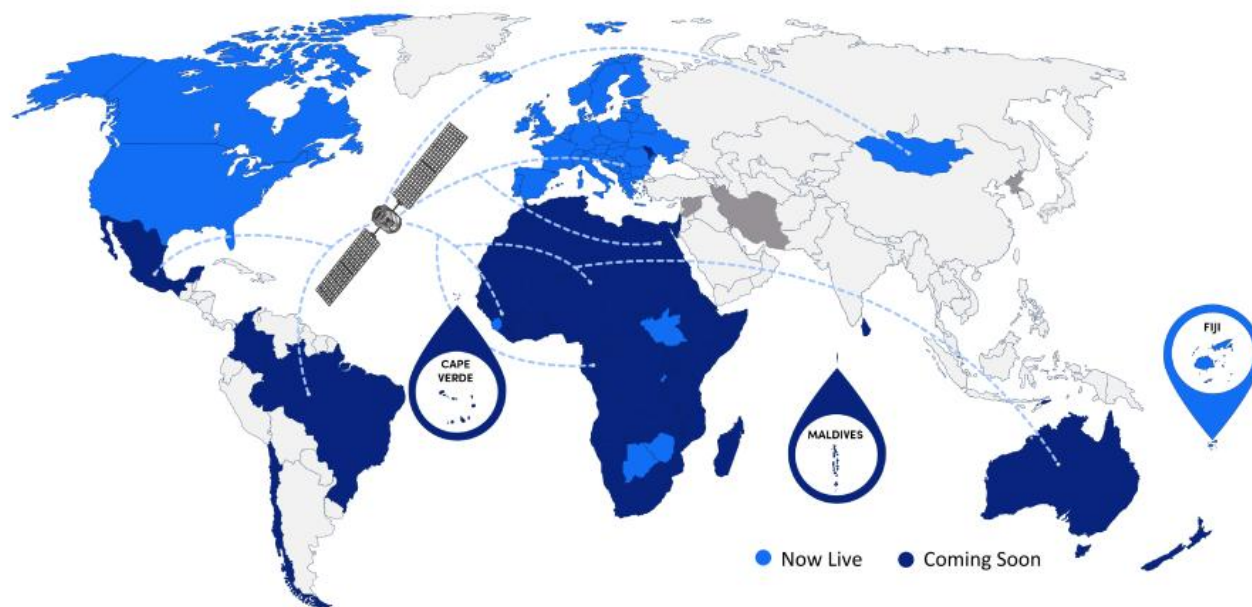 FIJI
CAPE
VERDE
MALDIVES
Now Live
Coming Soon